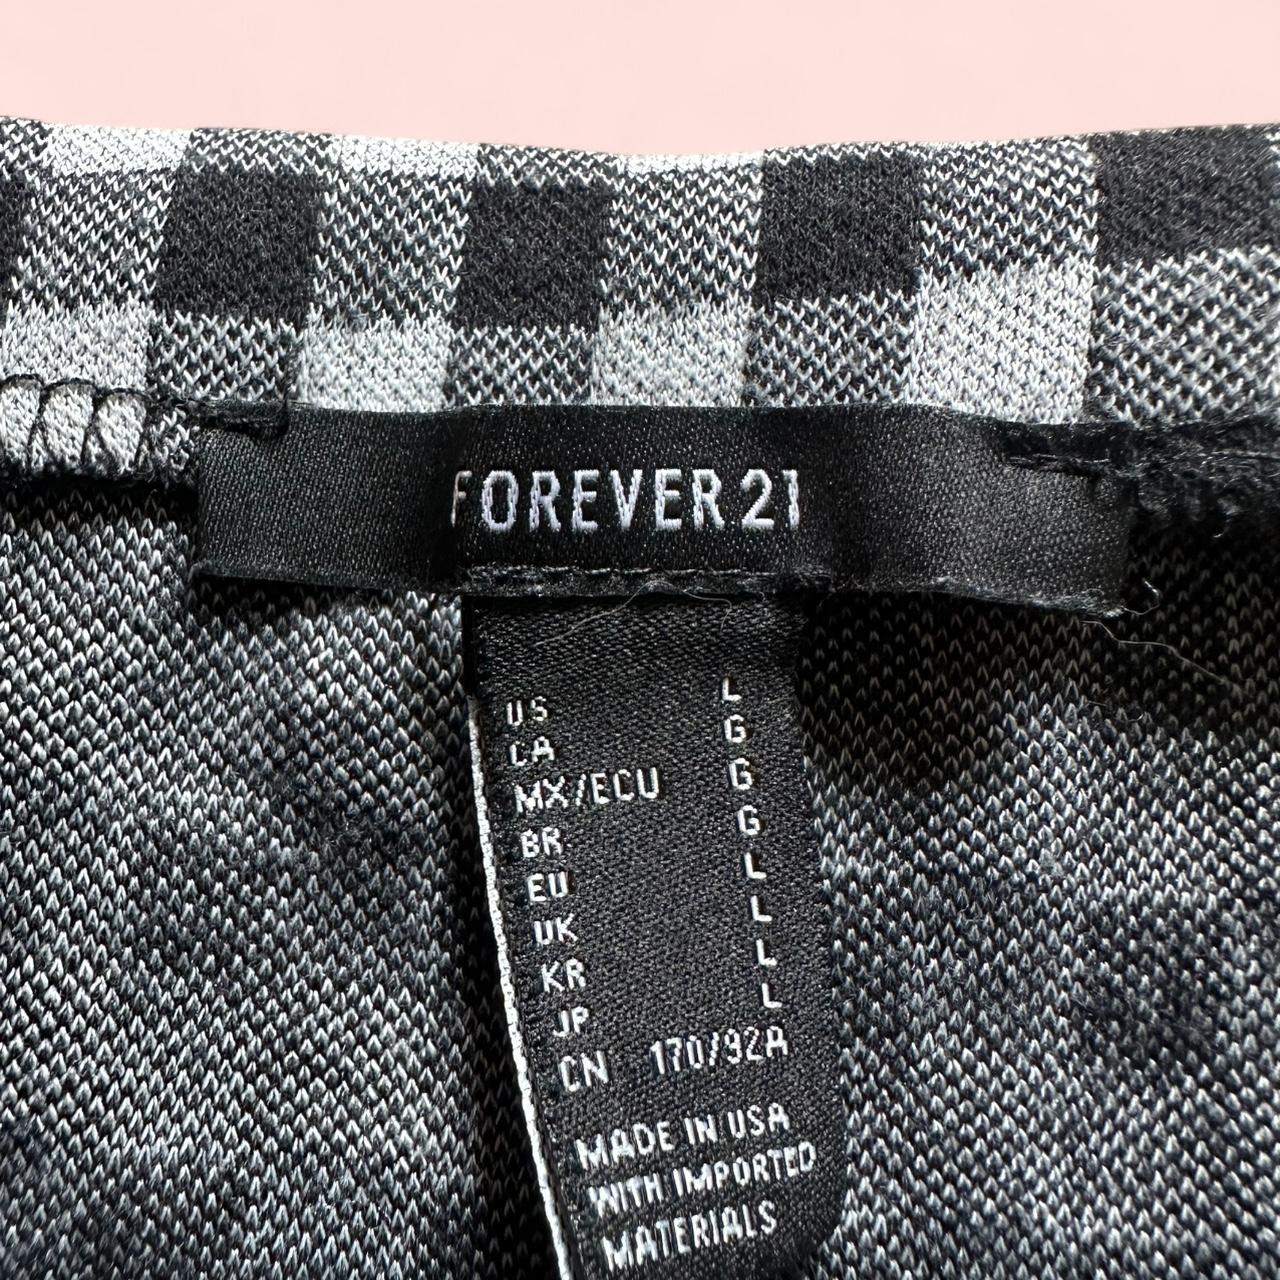 FOREVER 21
US L
CA G
MX/ECU G
BR G
EU L
UK L
KR L
JP L
CN 170/92A
MADE IN USA
WITH IMPORTED
MATERIALS